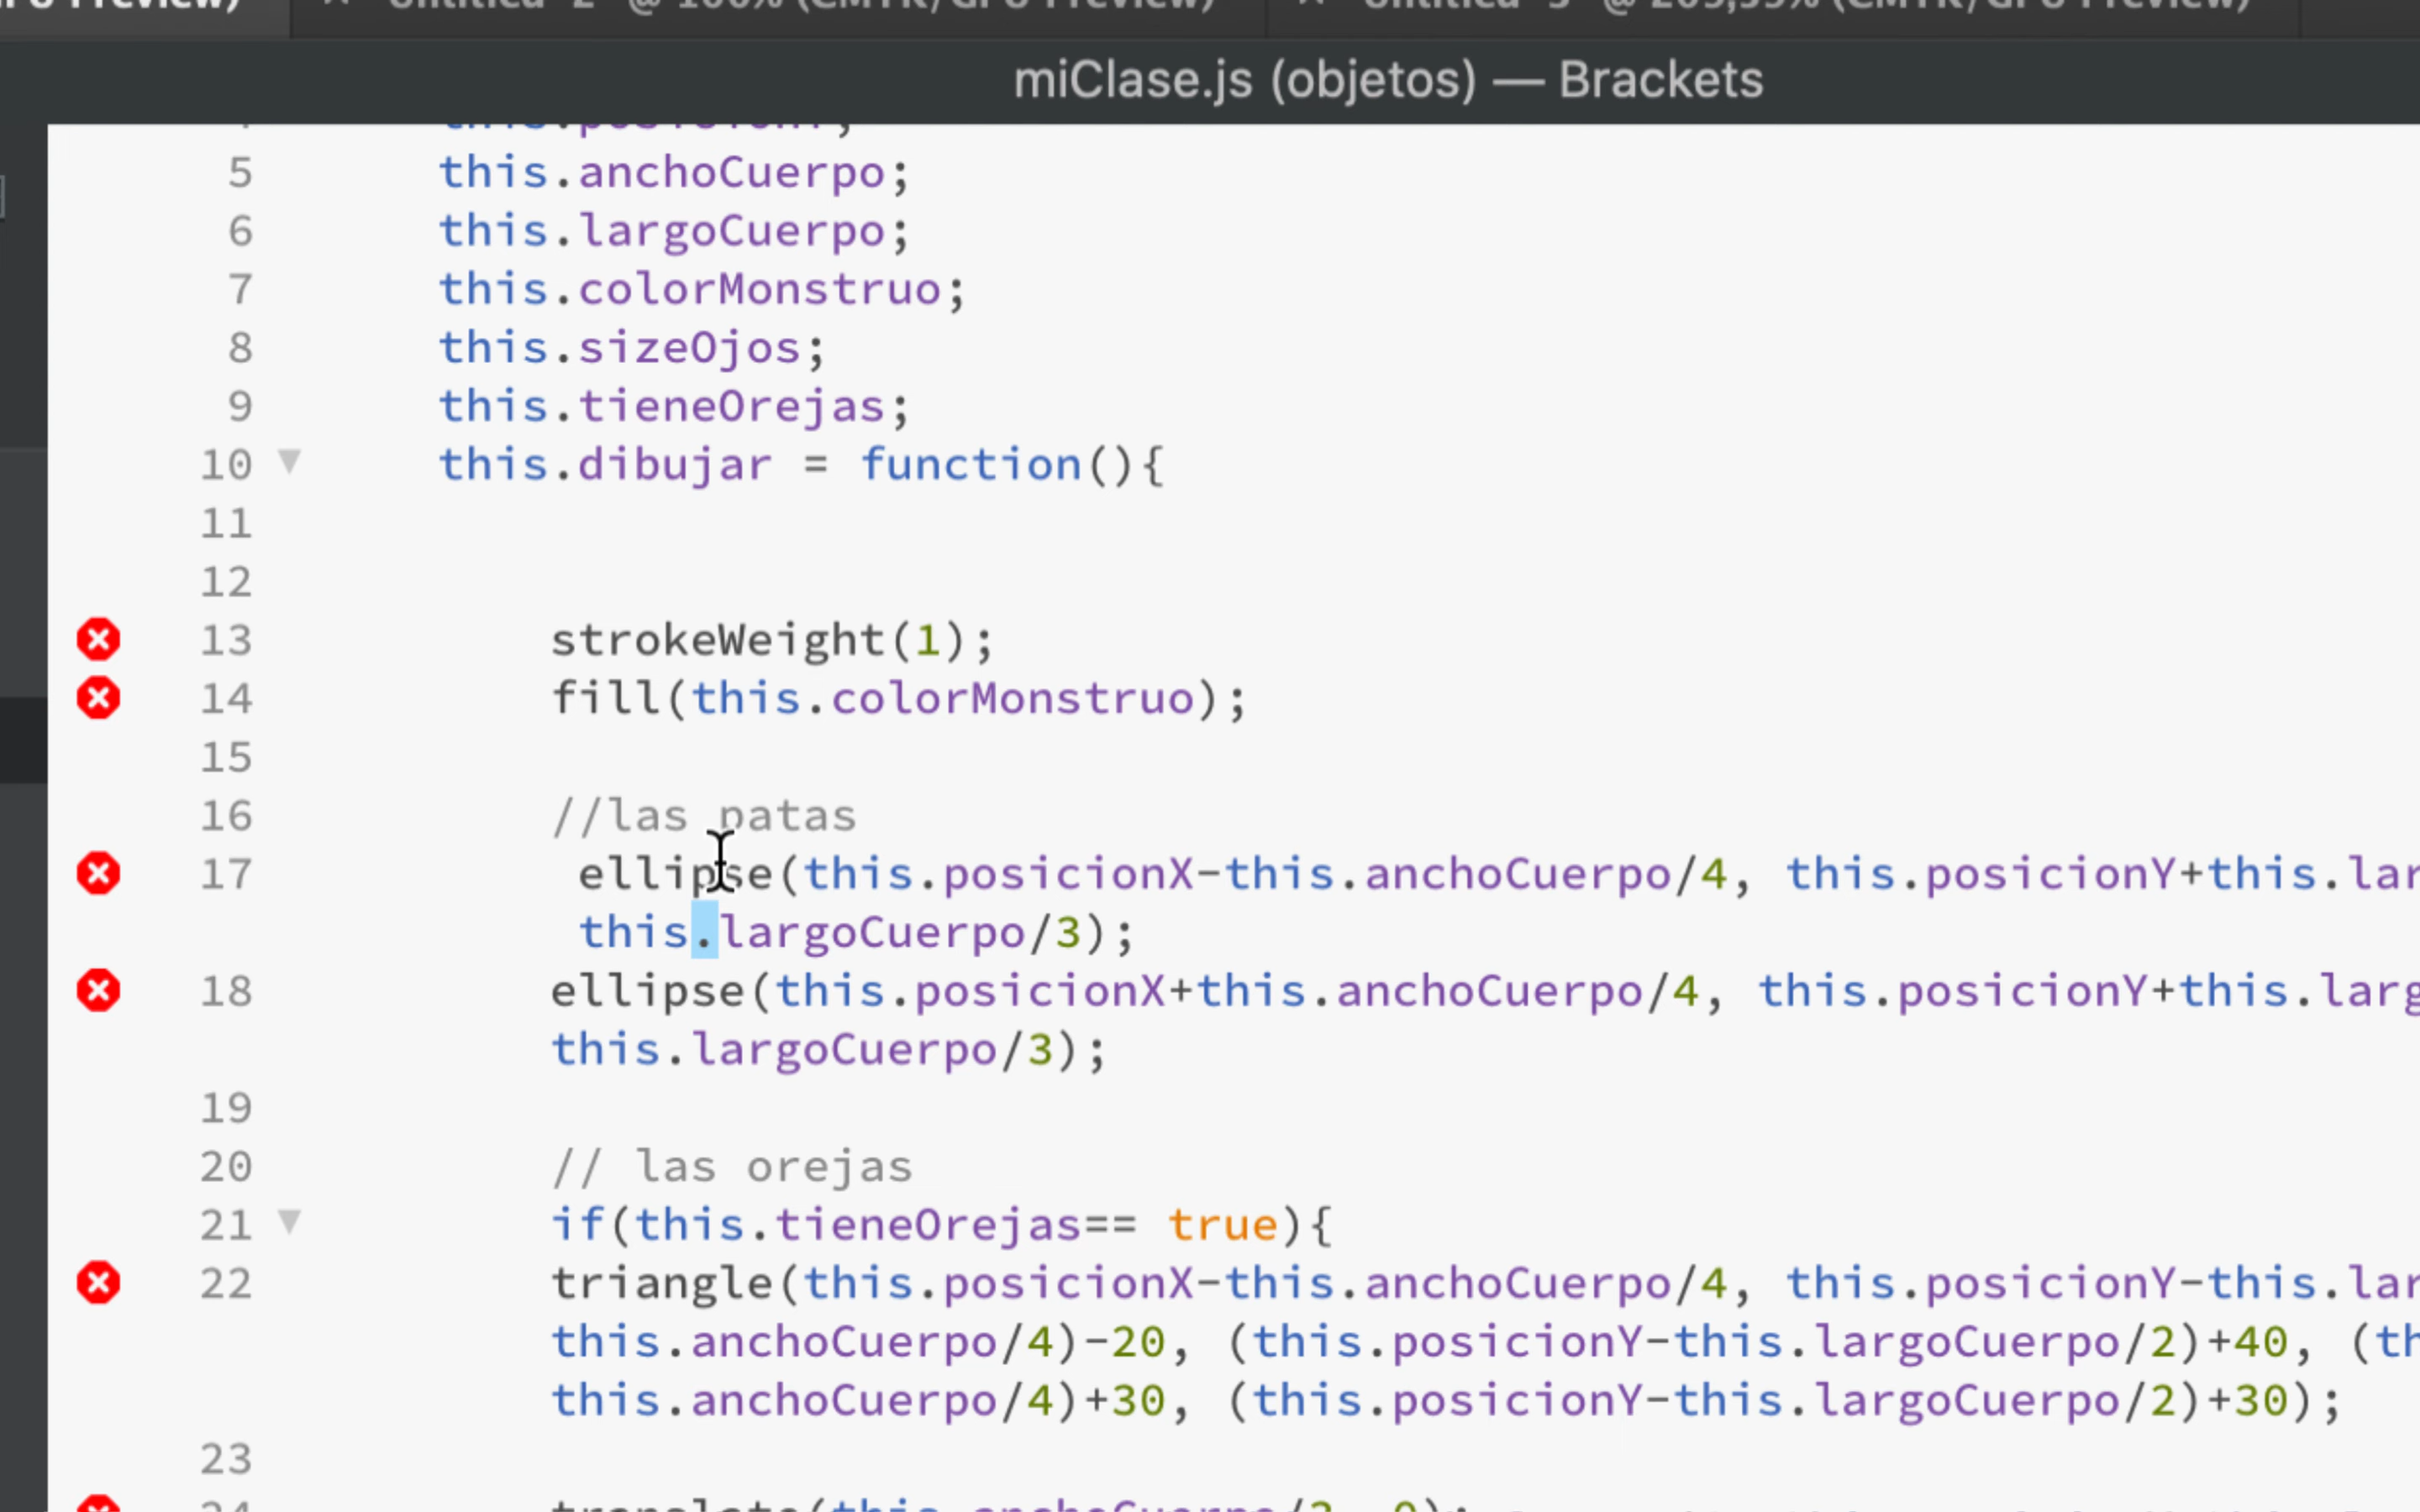 miClase.js (objetos) — Brackets
5 this.anchoCuerpo;
6 this.largoCuerpo;
7 this.colorMonstruo;
8 this.sizeOjos;
9 this.tieneOrejas;
10 this.dibujar = function(){
11
12
13 strokeWeight(1);
14 fill(this.colorMonstruo);
15
16 //las patas
17 ellipse(this.posicionX-this.anchoCuerpo/4, this.posicionY+this.lar
this.largoCuerpo/3);
18 ellipse(this.posicionX+this.anchoCuerpo/4, this.posicionY+this.larg
this.largoCuerpo/3);
19
20 // las orejas
21 if(this.tieneOrejas== true){
22 triangle(this.posicionX-this.anchoCuerpo/4, this.posicionY-this.lar
this.anchoCuerpo/4)-20, (this.posicionY-this.largoCuerpo/2)+40, (th
this.anchoCuerpo/4)+30, (this.posicionY-this.largoCuerpo/2)+30);
23